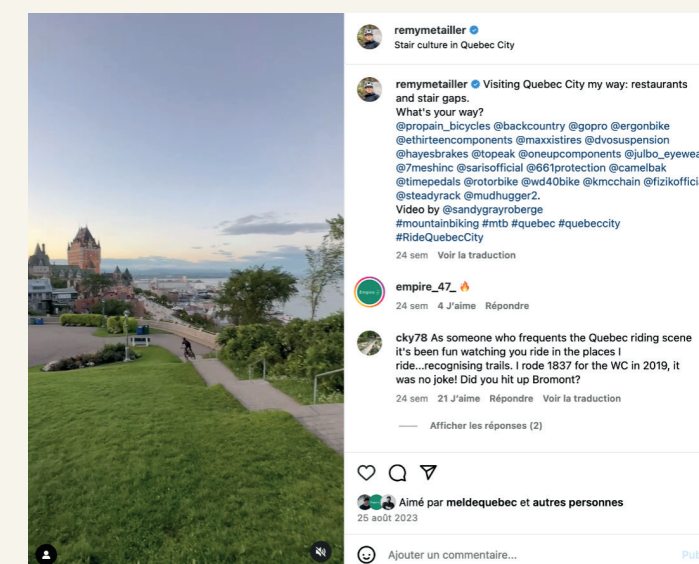 remymetailler
Stair culture in Quebec City
remymetailler Visiting Quebec City my way: restaurants
and stair gaps.
What's your way?
@propain_bicycles @backcountry @gopro @ergonbike
@ethirteencomponents @maxxistires @dvosuspension
@hayesbrakes @topeak @oneupcomponents @julbo_eyewea
@7meshinc @sarisofficial @661protection @camelbak
@timepedals @rotorbike @wd40bike @kmcchain @fizikoffici
@steadyrack @mudhugger2.
Video by @sandygrayroberge
#mountainbiking #mtb #quebec #quebeccity
#RideQuebecCity
24 sem Voir la traduction
empire_47_ 🔥
24 sem 4 J'aime Répondre
cky78 As someone who frequents the Quebec riding scene
it's been fun watching you ride in the places I
ride...recognising trails. I rode 1837 for the WC in 2019, it
was no joke! Did you hit up Bromont?
24 sem 21 J'aime Répondre Voir la traduction
Afficher les réponses (2)
Aimé par meldequebec et autres personnes
25 août 2023
Ajouter un commentaire...
Pub